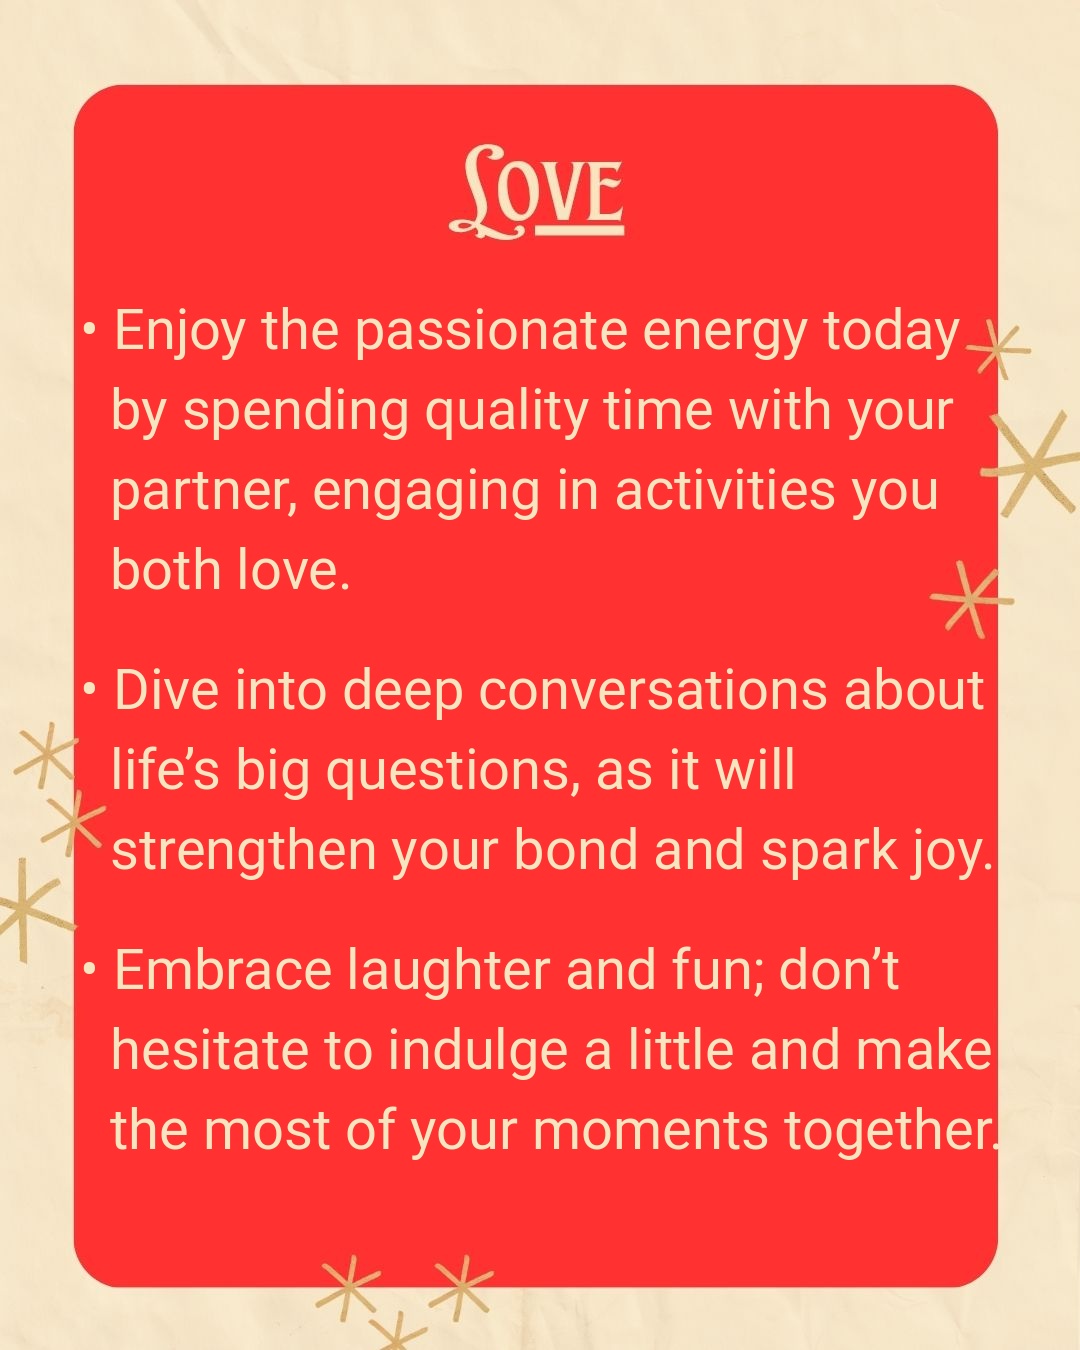 Love
• Enjoy the passionate energy today
by spending quality time with your
partner, engaging in activities you
both love.
• Dive into deep conversations about
life’s big questions, as it will
strengthen your bond and spark joy.
• Embrace laughter and fun; don’t
hesitate to indulge a little and make
the most of your moments together.